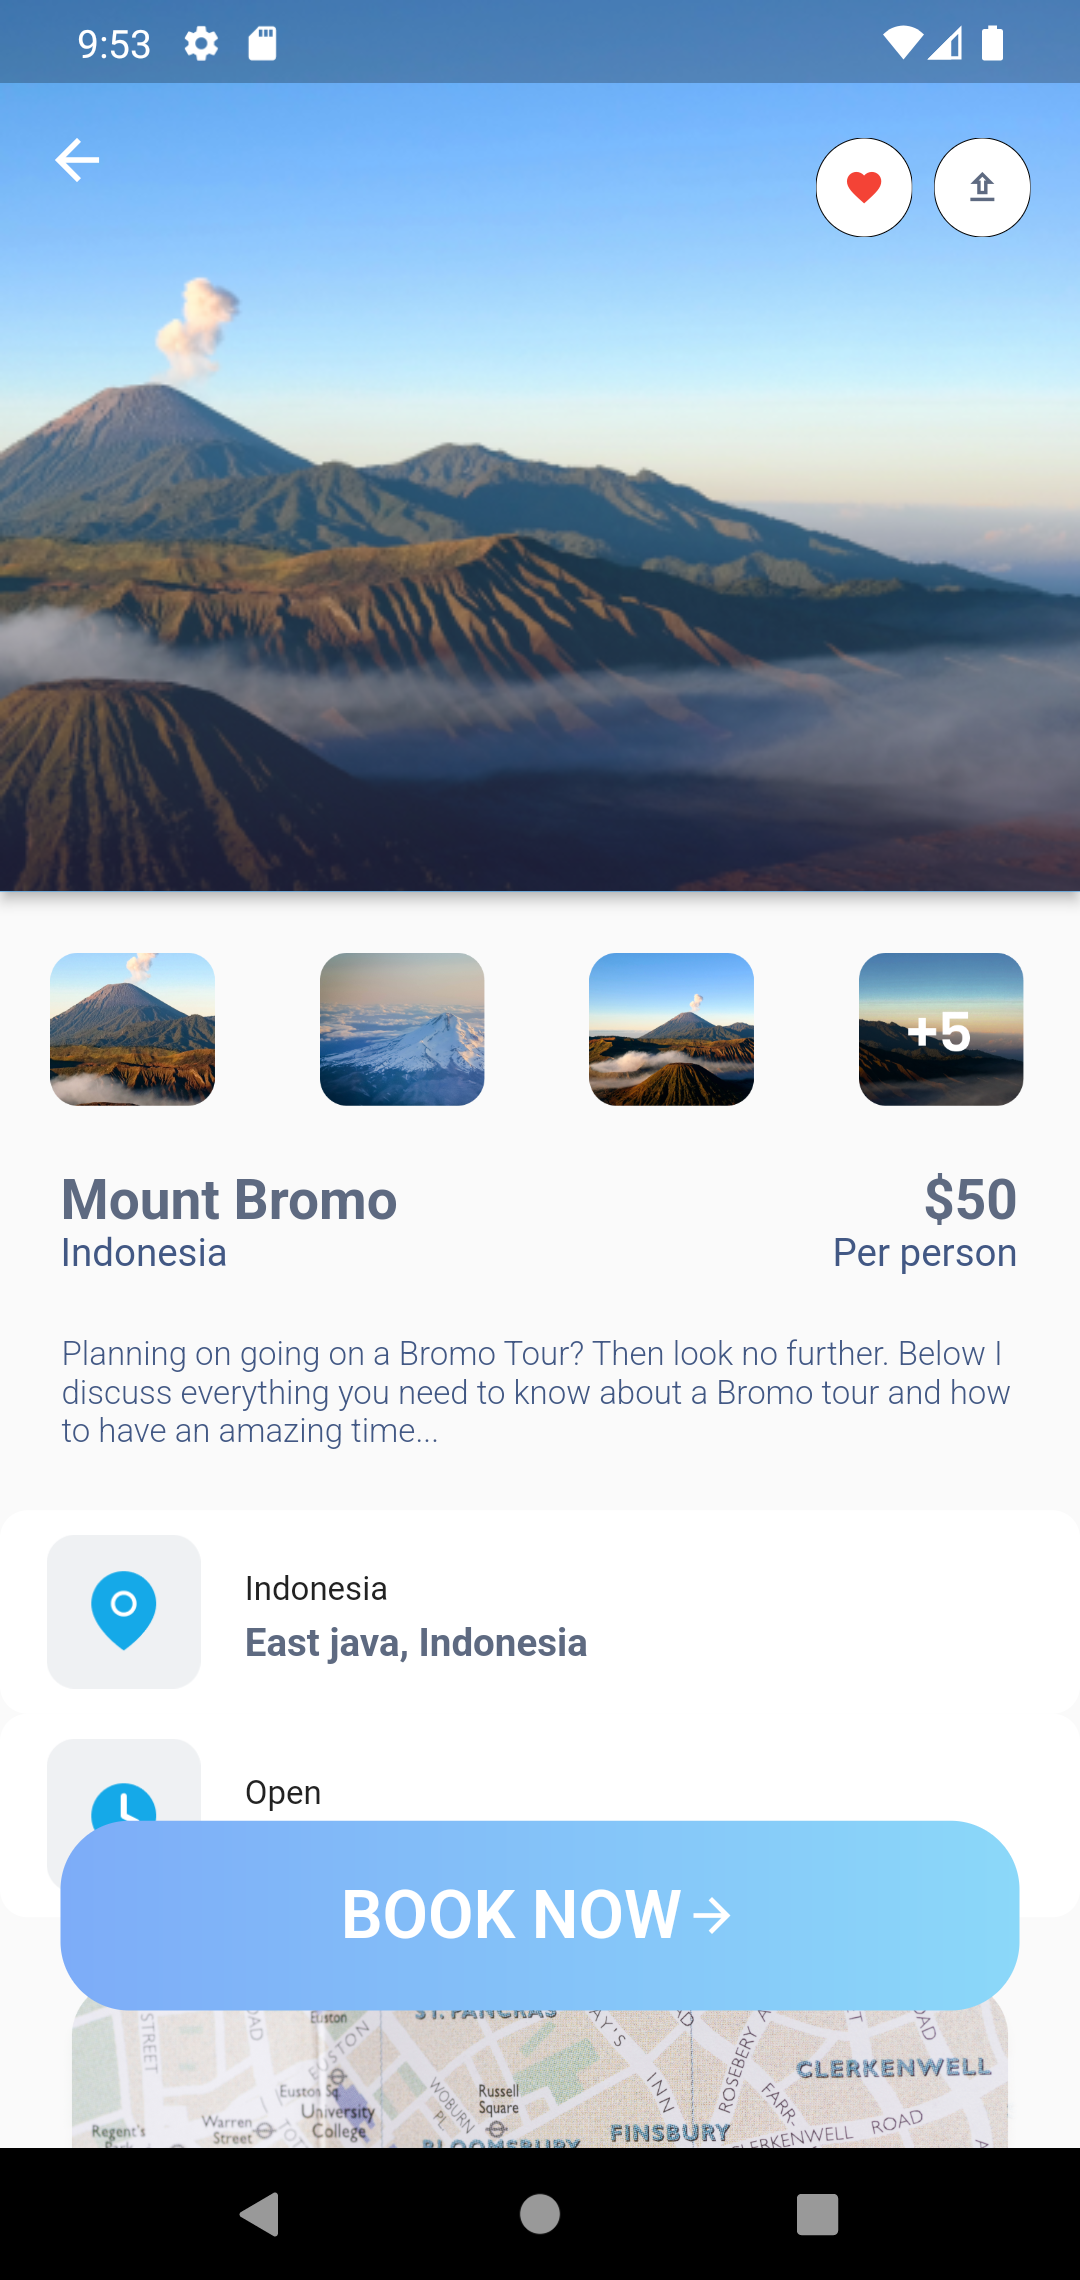 9:53
+5
Mount Bromo
$50
Indonesia
Per person
Planning on going on a Bromo Tour? Then look no further. Below I
discuss everything you need to know about a Bromo tour and how
to have an amazing time...
Indonesia
East java, Indonesia
Open
BOOK NOW
ST. PANCRAS
Euston
STREET
EUSTON
ROSEBERY
CLERKENWELL
Euston Sq.
University
College
WOBURN
PL.
Russell
Square
INN
FARR.
Warren
Street
Regent's
FINSBURY
CLERKENWELL ROAD
BLOOMSBURY